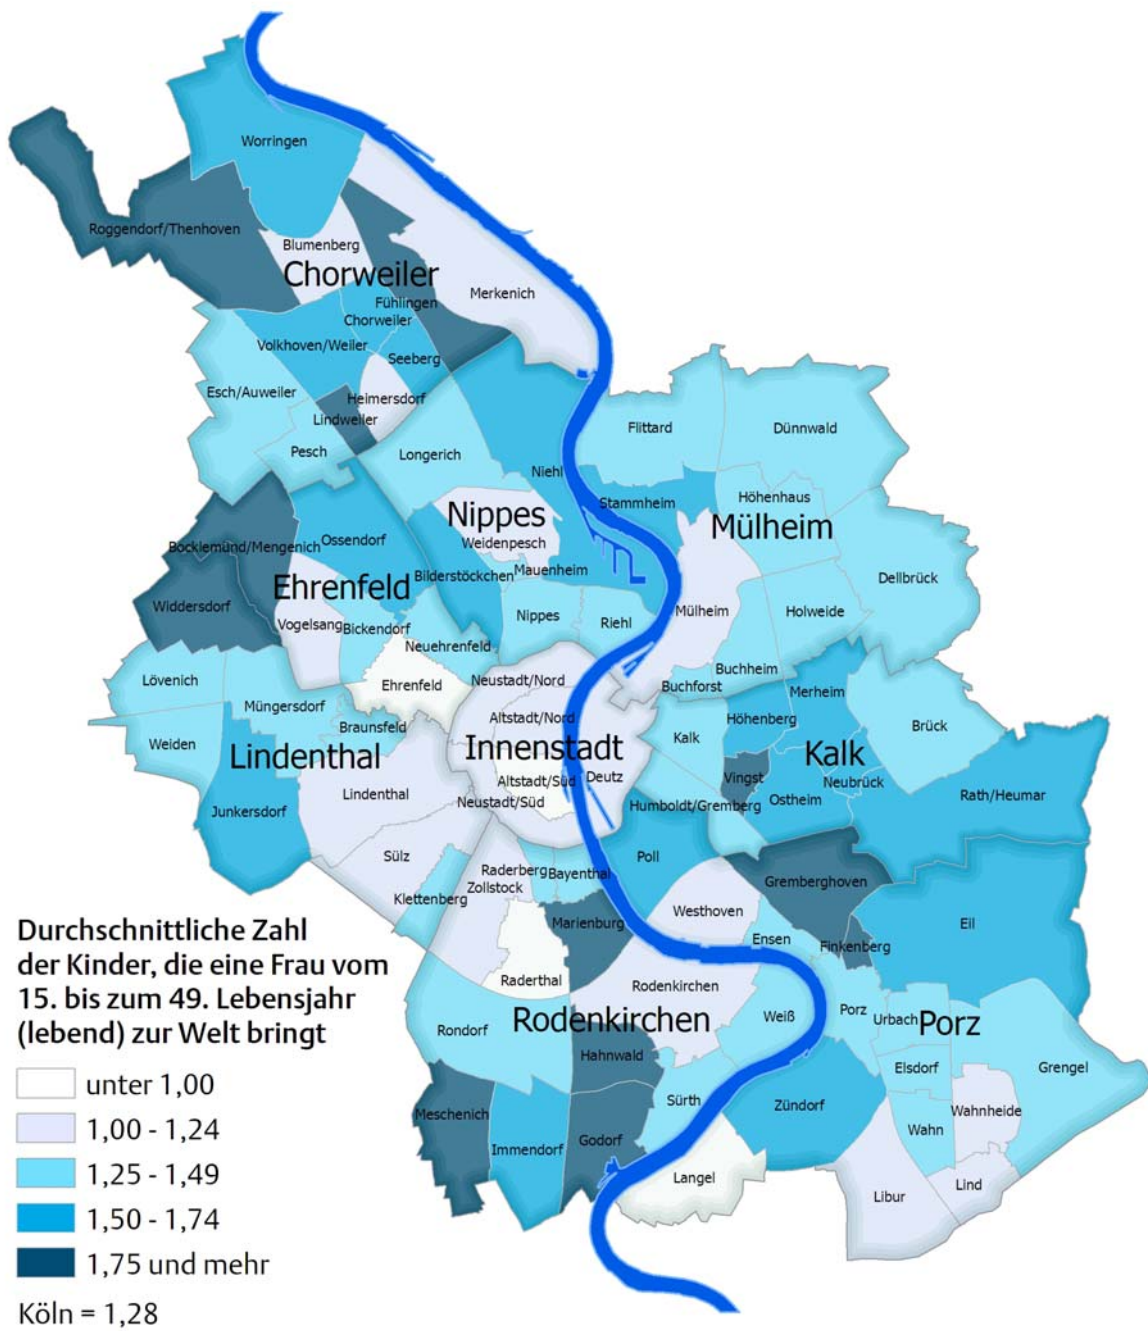 Worringen
Roggendorf/Thenhoven
Blumenberg
Chorweiler
Merkenich
Fühlingen
Chorweiler
Volkhoven/Weiler
Seeberg
Esch/Auweiler
Heimersdorf
Lindweiler
Pesch
Longerich
Flittard
Dünnwald
Niehl
Stammheim
Höhenhaus
Nippes
Mülheim
Weidenpesch
Ossendorf
Bocklemünd/Mengenich
Mauenheim
Bilderstöckchen
Dellbrück
Ehrenfeld
Widdersdorf
Mülheim
Holweide
Nippes
Riehl
Vogelsang
Bickendorf
Neuehrenfeld
Buchheim
Lövenich
Ehrenfeld
Neustadt/Nord
Buchforst
Merheim
Müngersdorf
Altstadt/Nord
Höhenberg
Braunsfeld
Brück
Weiden
Kalk
Lindenthal
Innenstadt
Kalk
Deutz
Vingst
Altstadt/Süd
Neubrück
Lindenthal
Neustadt/Süd
Humboldt/Gremberg
Ostheim
Rath/Heumar
Junkersdorf
Sülz
Poll
Raderberg
Bayenthal
Zollstock
Klettenberg
Gremberghoven
Westhoven
Marienburg
Eil
Ensen
Finkenberg
Raderthal
Rodenkirchen
Rodenkirchen
Weiß
Porz
Urbach
Porz
Rondorf
Hahnwald
Elsdorf
Grengel
Sürth
Zündorf
Wahnheide
Meschenich
Wahn
Immendorf
Godorf
Langel
Libur
Lind
Durchschnittliche Zahl
der Kinder, die eine Frau vom
15. bis zum 49. Lebensjahr
(lebend) zur Welt bringt
unter 1,00
1,00 - 1,24
1,25 - 1,49
1,50 - 1,74
1,75 und mehr
Köln = 1,28